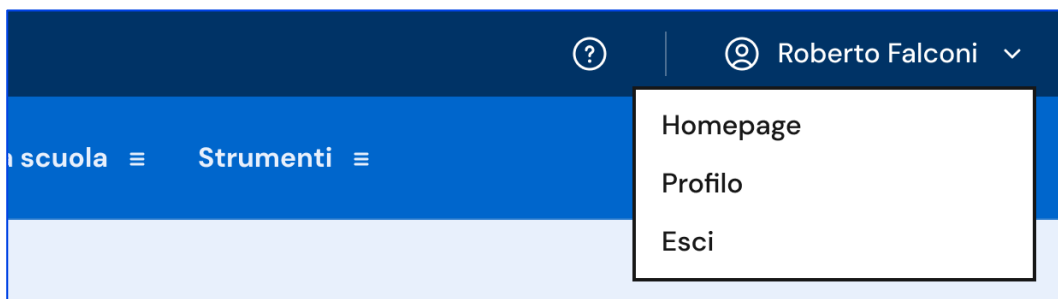 Roberto Falconi
scuola Strumenti
Homepage
Profilo
Esci